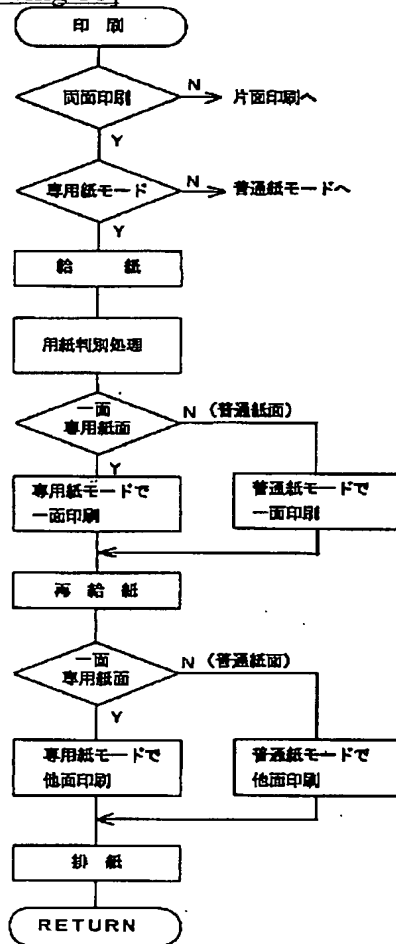 印 刷
両面印刷
N
片面印刷へ
Y
専用紙モード
N
普通紙モードへ
Y
給 紙
用紙判別処理
一面
専用紙面
N (普通紙面)
Y
専用紙モードで
一面印刷
普通紙モードで
一面印刷
再 給 紙
一面
専用紙面
N (普通紙面)
Y
専用紙モードで
他面印刷
普通紙モードで
他面印刷
排 紙
RETURN